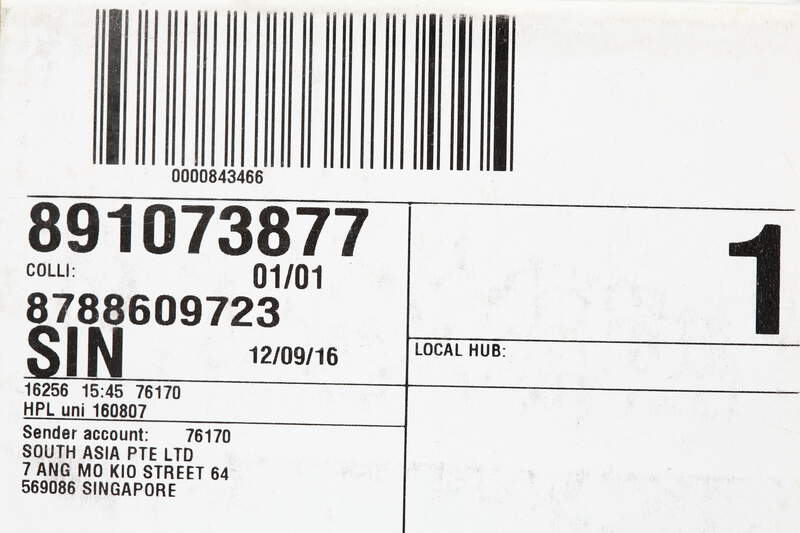 0000843466
891073877
COLLI: 01/01
8788609723
SIN 12/09/16
16256 15:45 76170
HPL uni 160807
Sender account: 76170
SOUTH ASIA PTE LTD
7 ANG MO KIO STREET 64
569086 SINGAPORE
1
LOCAL HUB: